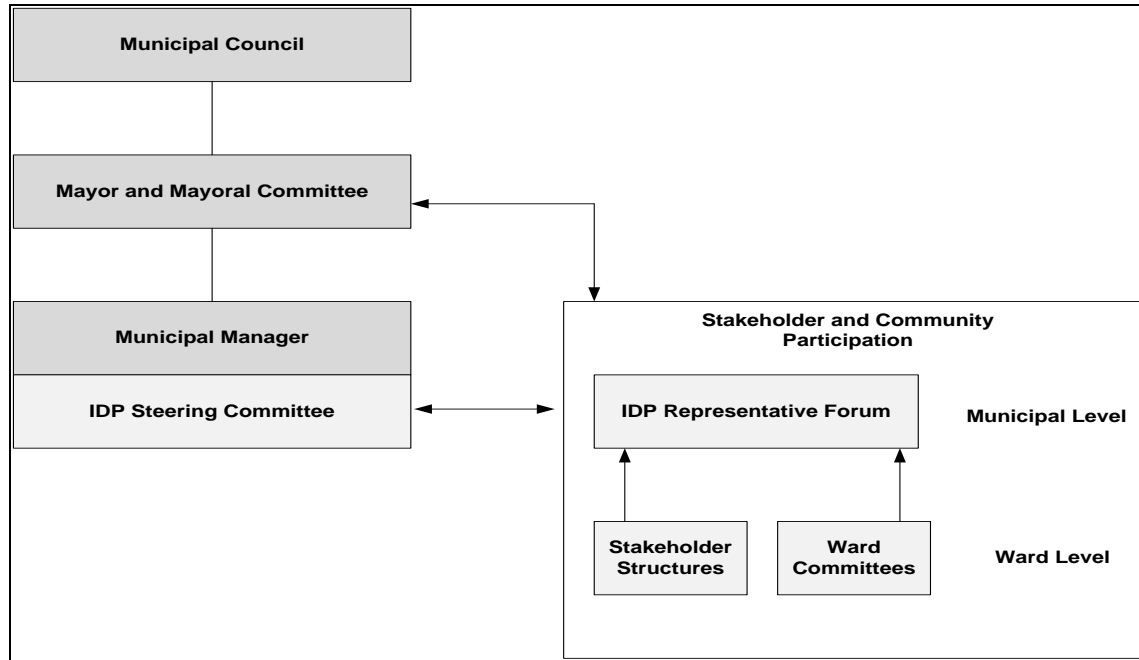 Municipal Council
Mayor and Mayoral Committee
Municipal Manager
IDP Steering Committee
Stakeholder and Community
Participation
IDP Representative Forum
Municipal Level
Stakeholder
Structures
Ward
Committees
Ward Level